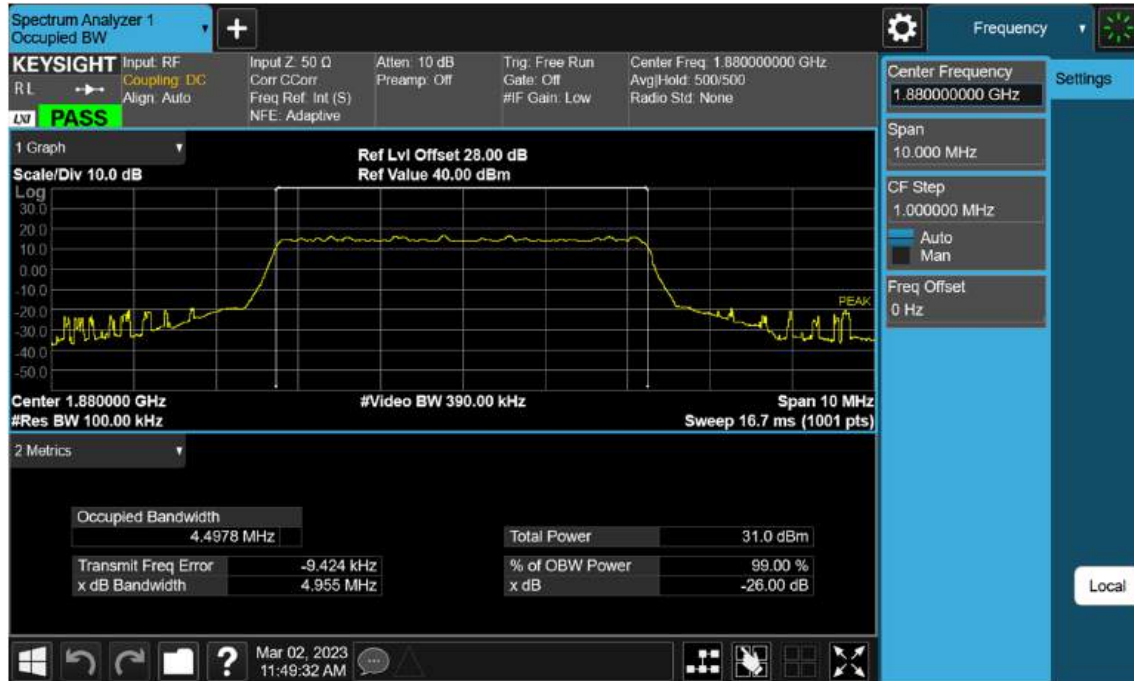 Spectrum Analyzer 1
Occupied BW
+
Frequency
KEYSIGHT
R L
LXI
PASS
Input: RF
Coupling: DC
Align: Auto
Input Z: 50 Ω
Corr CCorr
Freq Ref: Int (S)
NFE: Adaptive
Atten: 10 dB
Preamp: Off
Trig: Free Run
Gate: Off
#IF Gain: Low
Center Freq: 1.880000000 GHz
Avg|Hold: 500/500
Radio Std: None
Center Frequency
1.880000000 GHz
Settings
Span
10.000 MHz
CF Step
1.000000 MHz
Auto
Man
Freq Offset
0 Hz
1 Graph
Ref Lvl Offset 28.00 dB
Scale/Div 10.0 dB
Ref Value 40.00 dBm
Log
30.0
20.0
10.0
0.00
-10.0
-20.0
-30.0
-40.0
-50.0
PEAK
Center 1.880000 GHz
#Video BW 390.00 kHz
Span 10 MHz
#Res BW 100.00 kHz
Sweep 16.7 ms (1001 pts)
2 Metrics
Occupied Bandwidth
4.4978 MHz
Total Power 31.0 dBm
Transmit Freq Error -9.424 kHz
% of OBW Power 99.00 %
x dB Bandwidth 4.955 MHz
x dB -26.00 dB
Local
?
Mar 02, 2023
11:49:32 AM